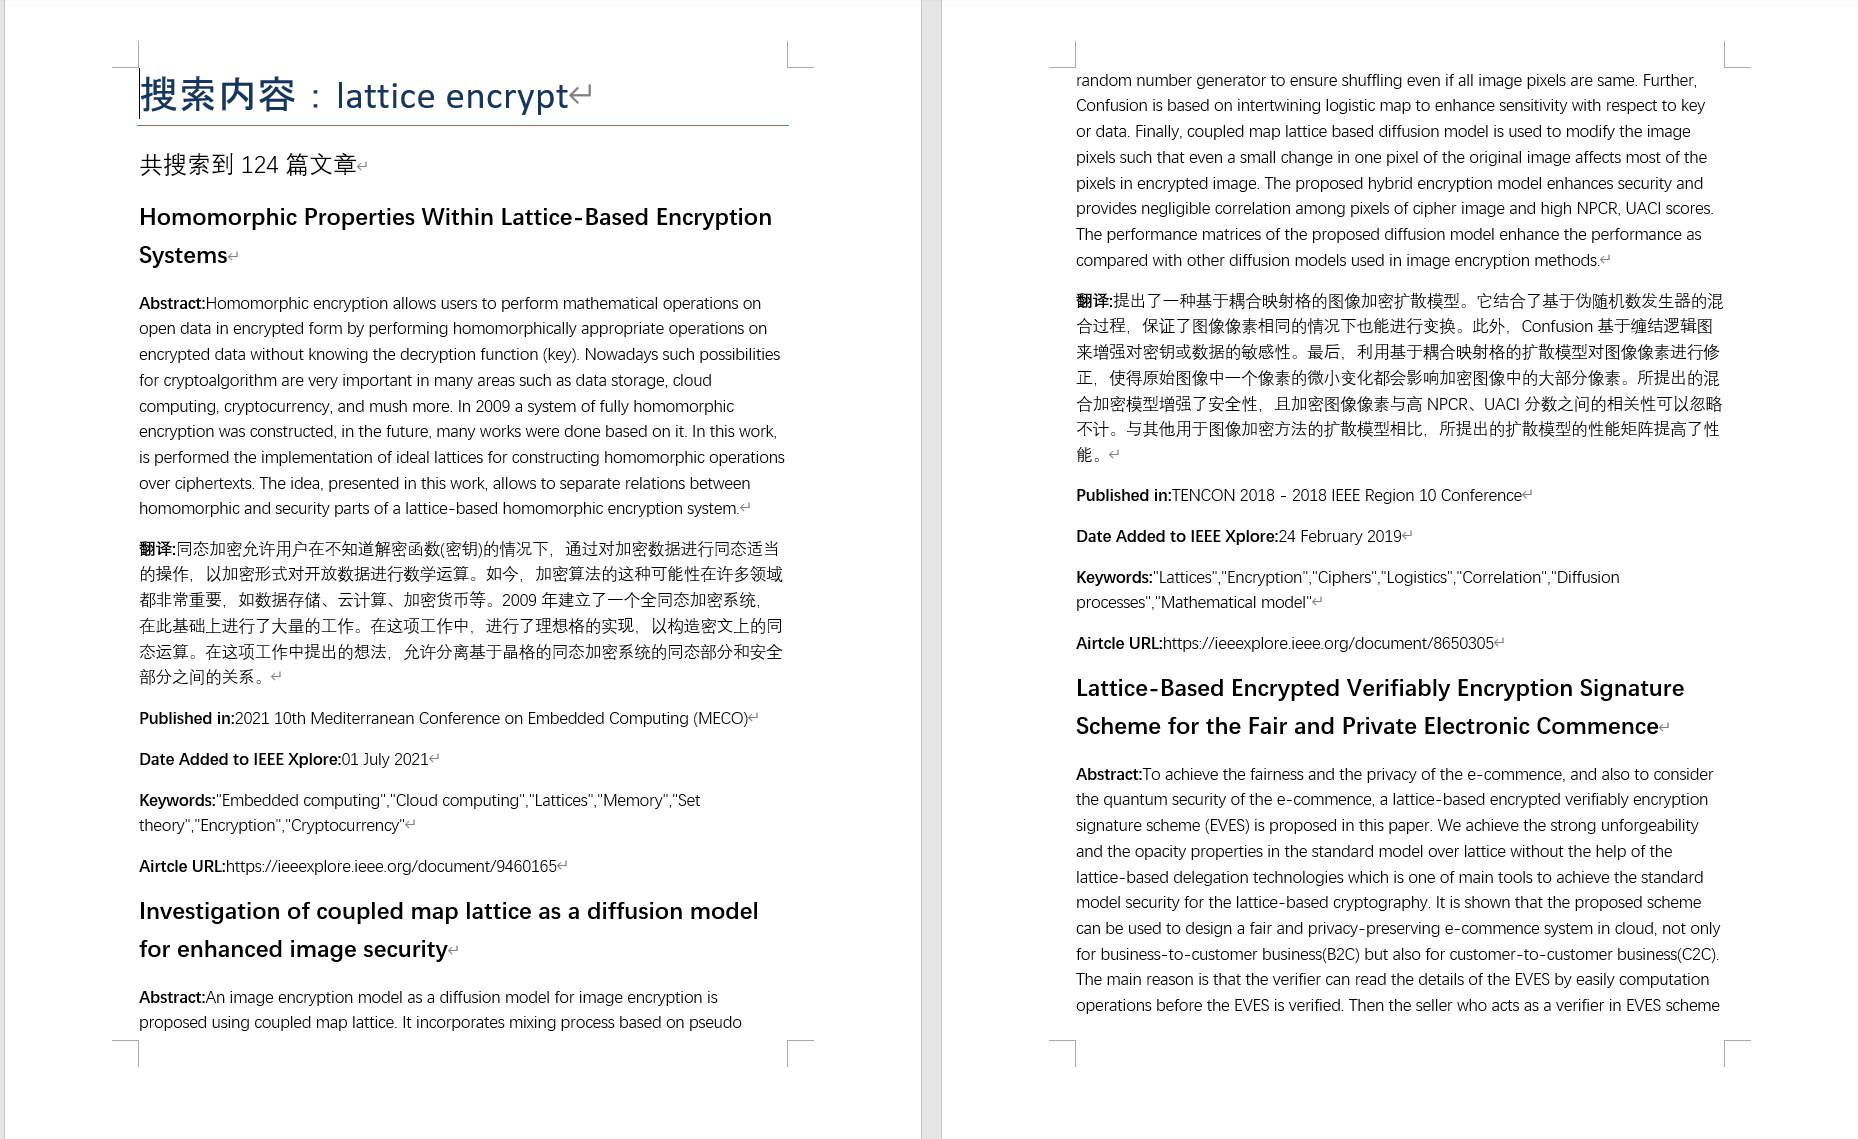 搜索内容：lattice encrypt
共搜索到 124 篇文章
Homomorphic Properties Within Lattice-Based Encryption
Systems
Abstract:Homomorphic encryption allows users to perform mathematical operations on
open data in encrypted form by performing homomorphically appropriate operations on
encrypted data without knowing the decryption function (key). Nowadays such possibilities
for cryptoalgorithm are very important in many areas such as data storage, cloud
computing, cryptocurrency, and mush more. In 2009 a system of fully homomorphic
encryption was constructed, in the future, many works were done based on it. In this work,
is performed the implementation of ideal lattices for constructing homomorphic operations
over ciphertexts. The idea, presented in this work, allows to separate relations between
homomorphic and security parts of a lattice-based homomorphic encryption system.
翻译:同态加密允许用户在不知道解密函数(密钥)的情况下，通过对加密数据进行同态适当
的操作，以加密形式对开放数据进行数学运算。如今，加密算法的这种可能性在许多领域
都非常重要，如数据存储、云计算、加密货币等。2009 年建立了一个全同态加密系统，
在此基础上进行了大量的工作。在这项工作中，进行了理想格的实现，以构造密文上的同
态运算。在这项工作中提出的想法，允许分离基于晶格的同态加密系统的同态部分和安全
部分之间的关系。
Published in:2021 10th Mediterranean Conference on Embedded Computing (MECO)
Date Added to IEEE Xplore:01 July 2021
Keywords:"Embedded computing","Cloud computing","Lattices","Memory","Set
theory","Encryption","Cryptocurrency"
Airtcle URL:https://ieeexplore.ieee.org/document/9460165
Investigation of coupled map lattice as a diffusion model
for enhanced image security
Abstract:An image encryption model as a diffusion model for image encryption is
proposed using coupled map lattice. It incorporates mixing process based on pseudo
random number generator to ensure shuffling even if all image pixels are same. Further,
Confusion is based on intertwining logistic map to enhance sensitivity with respect to key
or data. Finally, coupled map lattice based diffusion model is used to modify the image
pixels such that even a small change in one pixel of the original image affects most of the
pixels in encrypted image. The proposed hybrid encryption model enhances security and
provides negligible correlation among pixels of cipher image and high NPCR, UACI scores.
The performance matrices of the proposed diffusion model enhance the performance as
compared with other diffusion models used in image encryption methods.
翻译:提出了一种基于耦合映射格的图像加密扩散模型。它结合了基于伪随机数发生器的混
合过程，保证了图像像素相同的情况下也能进行变换。此外，Confusion 基于缠结逻辑图
来增强对密钥或数据的敏感性。最后，利用基于耦合映射格的扩散模型对图像像素进行修
正，使得原始图像中一个像素的微小变化都会影响加密图像中的大部分像素。所提出的混
合加密模型增强了安全性，且加密图像像素与高 NPCR、UACI 分数之间的相关性可以忽略
不计。与其他用于图像加密方法的扩散模型相比，所提出的扩散模型的性能矩阵提高了性
能。
Published in:TENCON 2018 - 2018 IEEE Region 10 Conference
Date Added to IEEE Xplore:24 February 2019
Keywords:"Lattices","Encryption","Ciphers","Logistics","Correlation","Diffusion
processes","Mathematical model"
Airtcle URL:https://ieeexplore.ieee.org/document/8650305
Lattice-Based Encrypted Verifiably Encryption Signature
Scheme for the Fair and Private Electronic Commence
Abstract:To achieve the fairness and the privacy of the e-commence, and also to consider
the quantum security of the e-commence, a lattice-based encrypted verifiably encryption
signature scheme (EVES) is proposed in this paper. We achieve the strong unforgeability
and the opacity properties in the standard model over lattice without the help of the
lattice-based delegation technologies which is one of main tools to achieve the standard
model security for the lattice-based cryptography. It is shown that the proposed scheme
can be used to design a fair and privacy-preserving e-commence system in cloud, not only
for business-to-customer business(B2C) but also for customer-to-customer business(C2C).
The main reason is that the verifier can read the details of the EVES by easily computation
operations before the EVES is verified. Then the seller who acts as a verifier in EVES scheme